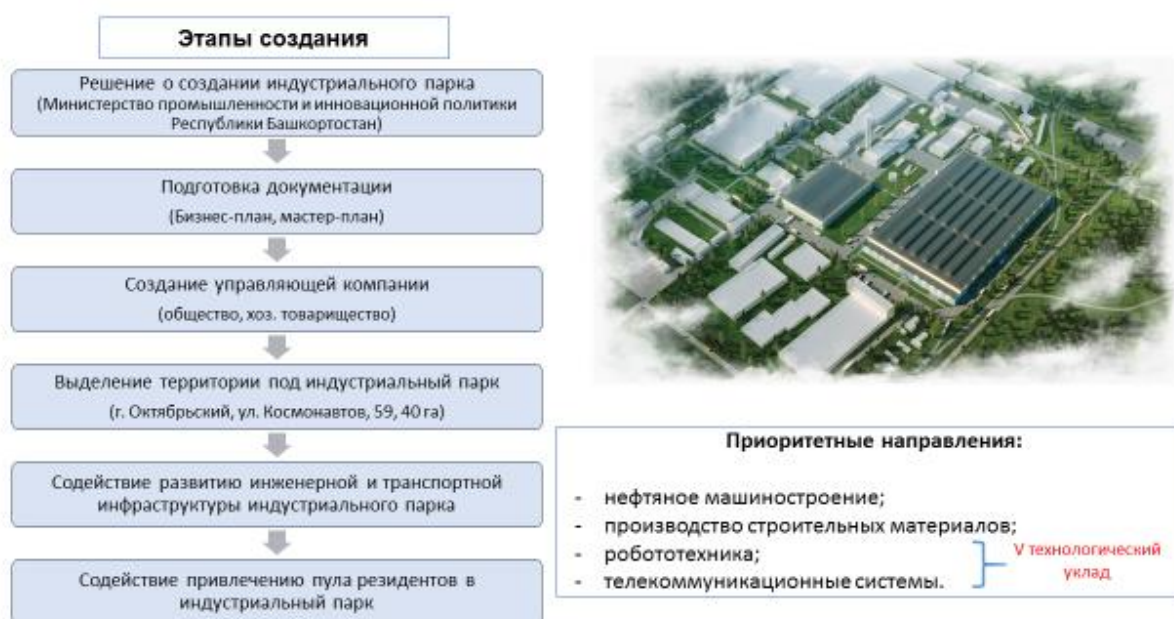 Этапы создания
Решение о создании индустриального парка
(Министерство промышленности и инновационной политики
Республики Башкортостан)
Подготовка документации
(Бизнес-план, мастер-план)
Создание управляющей компании
(общество, хоз. товарищество)
Выделение территории под индустриальный парк
(г. Октябрьский, ул. Космонавтов, 59, 40 га)
Содействие развитию инженерной и транспортной
инфраструктуры индустриального парка
Содействие привлечению пула резидентов в
индустриальный парк
Приоритетные направления:
- нефтяное машиностроение;
- производство строительных материалов;
- робототехника;
- телекоммуникационные системы.
V технологический
уклад